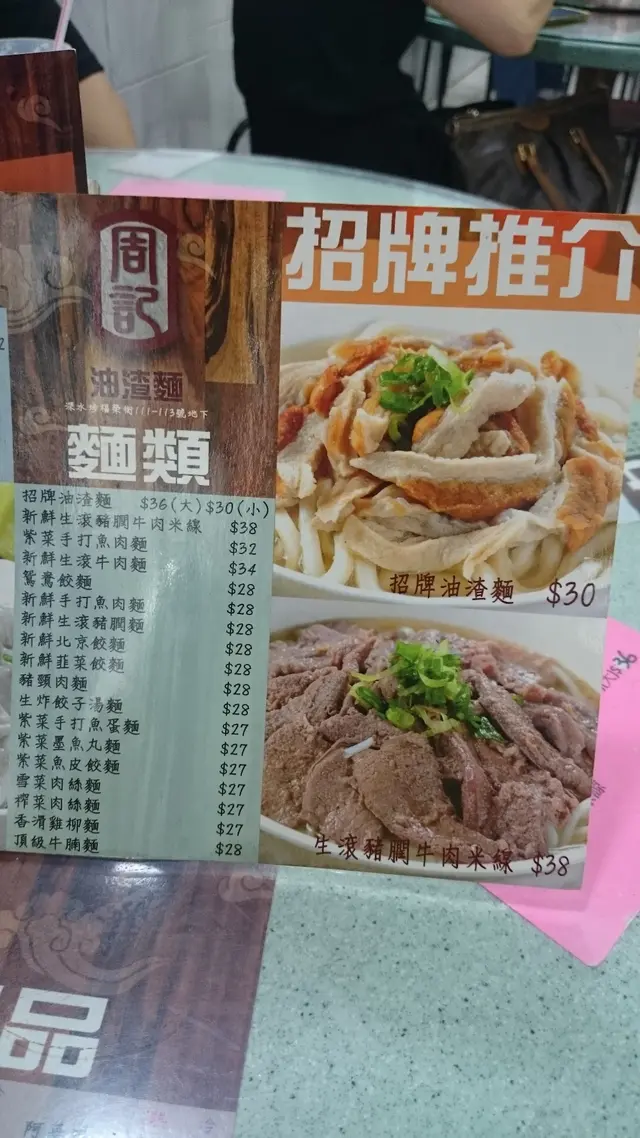 周記
油渣麵
深水埗福榮街111-113號地下
麵類
招牌油渣麵 $36(大) $30(小)
新鮮生滾豬膶牛肉米線 $38
紫菜手打魚肉麵 $32
新鮮生滾牛肉麵 $34
鴛鴦餃麵 $28
新鮮手打魚肉麵 $28
新鮮生滾豬膶麵 $28
新鮮北京餃麵 $28
新鮮韮菜餃麵 $28
豬頸肉麵 $28
生炸餃子湯麵 $28
紫菜手打魚蛋麵 $27
紫菜墨魚丸麵 $27
紫菜魚皮餃麵 $27
雪菜肉絲麵 $27
榨菜肉絲麵 $27
香滑雞柳麵 $27
頂級牛腩麵 $28
招牌推介
招牌油渣麵 $30
生滾豬膶牛肉米線 $38
品